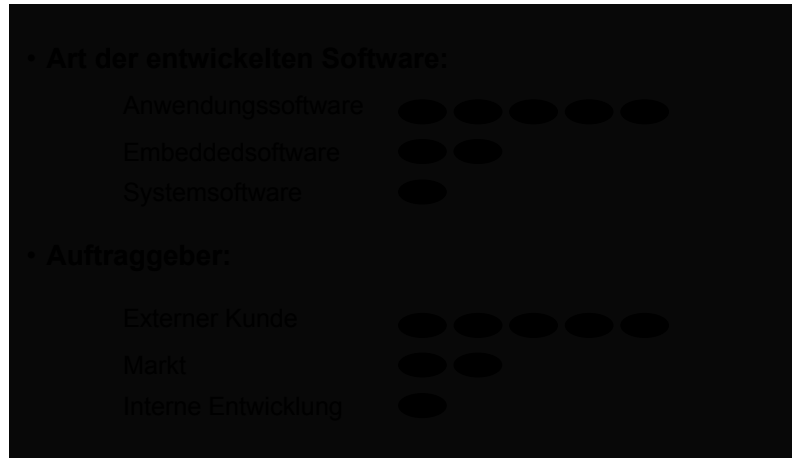 • Art der entwickelten Software:
Anwendungssoftware
Embeddedsoftware
Systemsoftware
• Auftraggeber:
Externer Kunde
Markt
Interne Entwicklung